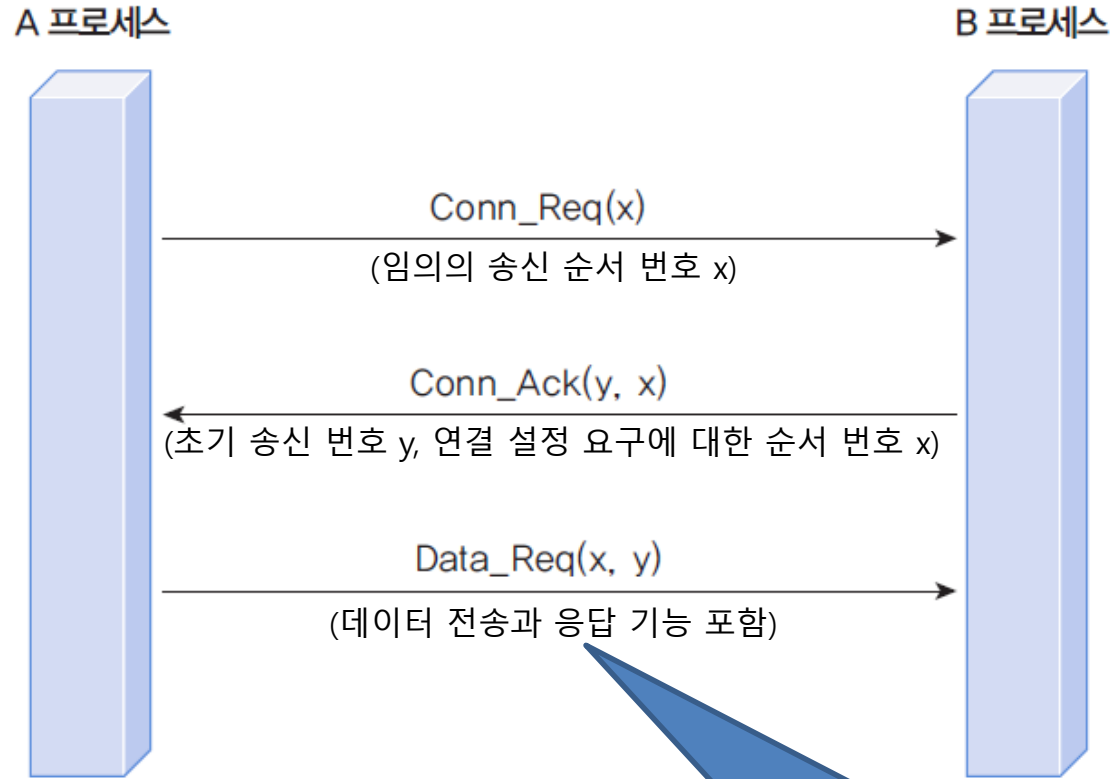 A 프로세스
B 프로세스
Conn_Req(x)
(임의의 송신 순서 번호 x)
Conn_Ack(y, x)
(초기 송신 번호 y, 연결 설정 요구에 대한 순서 번호 x)
Data_Req(x, y)
(데이터 전송과 응답 기능 포함)